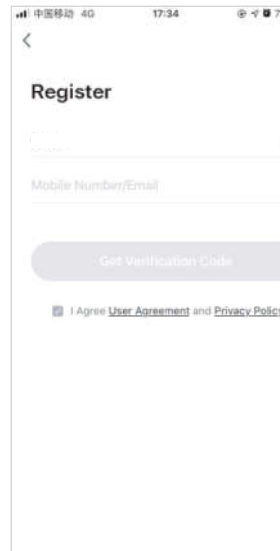 中国移动 4G 17:34 7
Register
Mobile Number/Email
Get Verification Code
I Agree User Agreement and Privacy Policy